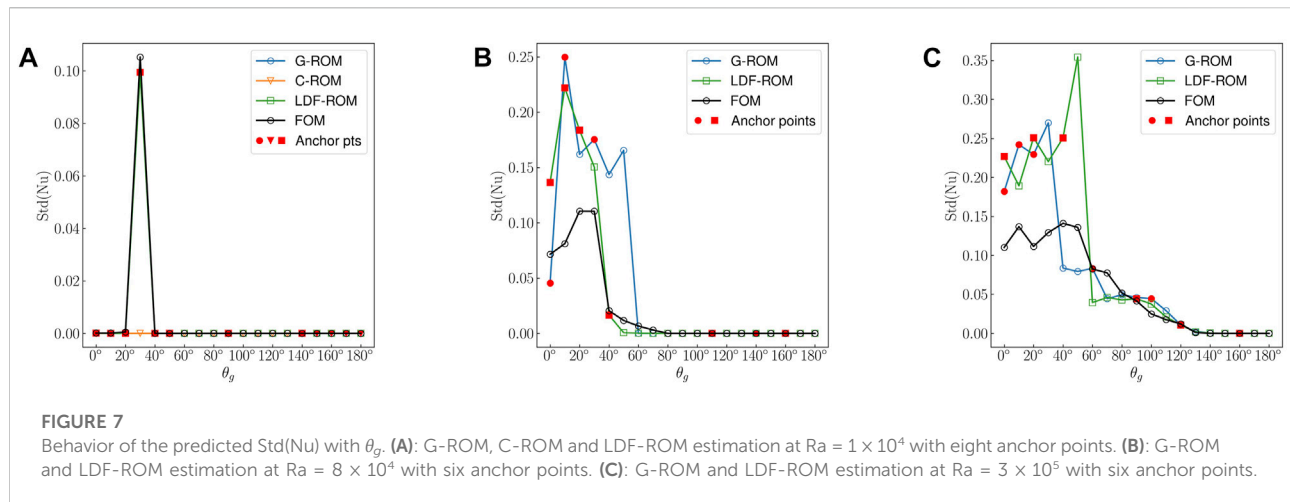 A
G-ROM
C-ROM
LDF-ROM
FOM
Anchor pts
Std(Nu)
0.10
0.08
0.06
0.04
0.02
0.00
0° 20° 40° 60° 80° 100° 120° 140° 160° 180°
θg
B
G-ROM
LDF-ROM
FOM
Anchor points
Std(Nu)
0.25
0.20
0.15
0.10
0.05
0.00
0° 20° 40° 60° 80° 100° 120° 140° 160° 180°
θg
C
G-ROM
LDF-ROM
FOM
Anchor points
Std(Nu)
0.35
0.30
0.25
0.20
0.15
0.10
0.05
0.00
0° 20° 40° 60° 80° 100° 120° 140° 160° 180°
θg
FIGURE 7
Behavior of the predicted Std(Nu) with θg. (A): G-ROM, C-ROM and LDF-ROM estimation at Ra = 1 × 10⁴ with eight anchor points. (B): G-ROM
and LDF-ROM estimation at Ra = 8 × 10⁴ with six anchor points. (C): G-ROM and LDF-ROM estimation at Ra = 3 × 10⁵ with six anchor points.